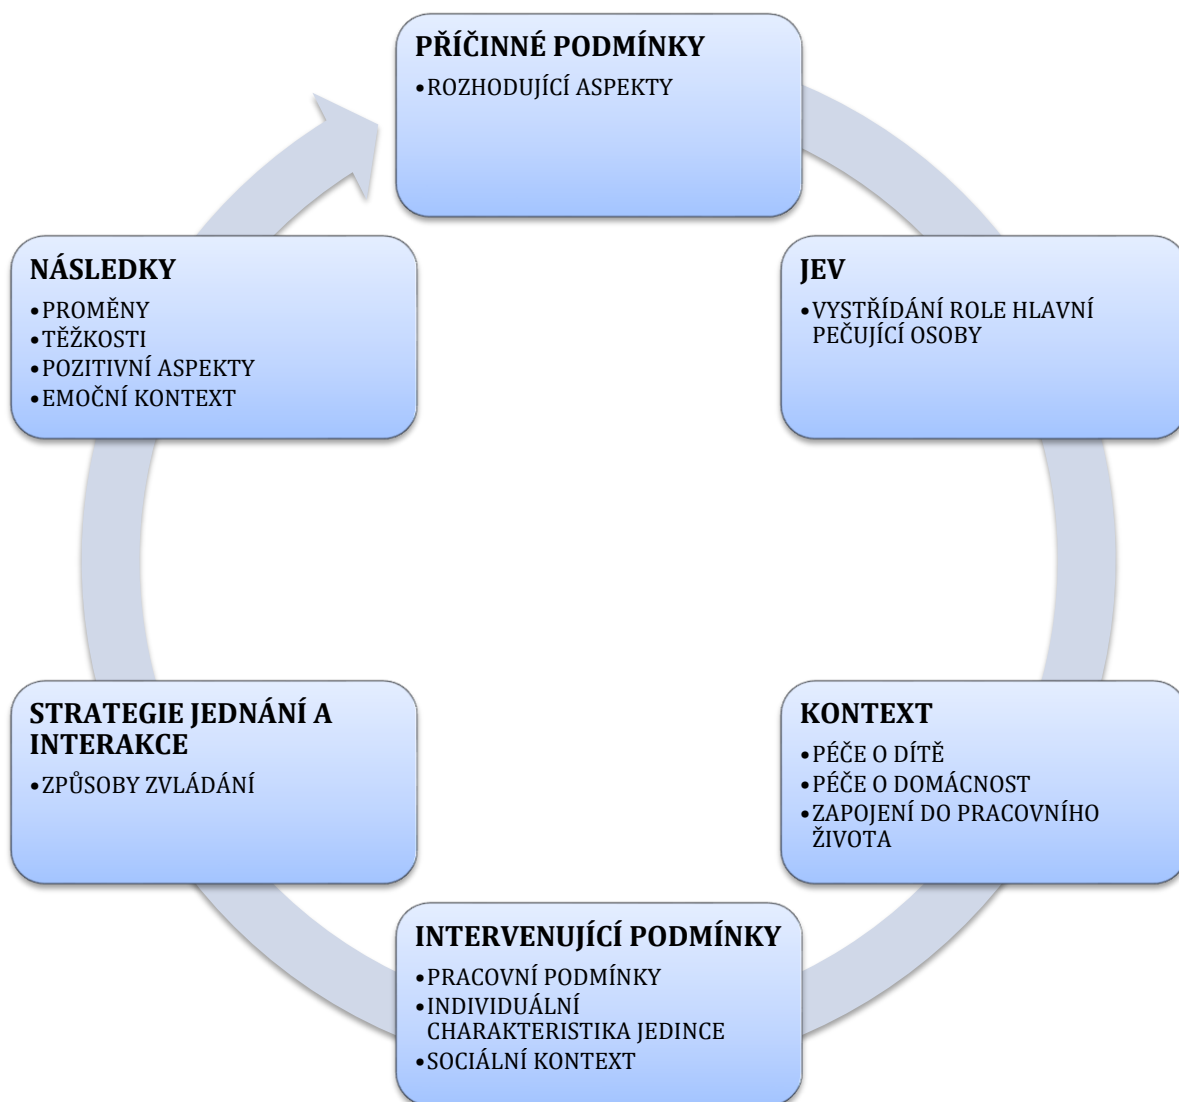 PŘÍČINNÉ PODMÍNKY
•ROZHODUJÍCÍ ASPEKTY
JEV
•VYSTŘÍDÁNÍ ROLE HLAVNÍ
PEČUJÍCÍ OSOBY
KONTEXT
•PÉČE O DÍTĚ
•PÉČE O DOMÁCNOST
•ZAPOJENÍ DO PRACOVNÍHO
ŽIVOTA
INTERVENUJÍCÍ PODMÍNKY
•PRACOVNÍ PODMÍNKY
•INDIVIDUÁLNÍ
CHARAKTERISTIKA JEDINCE
•SOCIÁLNÍ KONTEXT
STRATEGIE JEDNÁNÍ A
INTERAKCE
•ZPŮSOBY ZVLÁDÁNÍ
NÁSLEDKY
•PROMĚNY
•TĚŽKOSTI
•POZITIVNÍ ASPEKTY
•EMOČNÍ KONTEXT